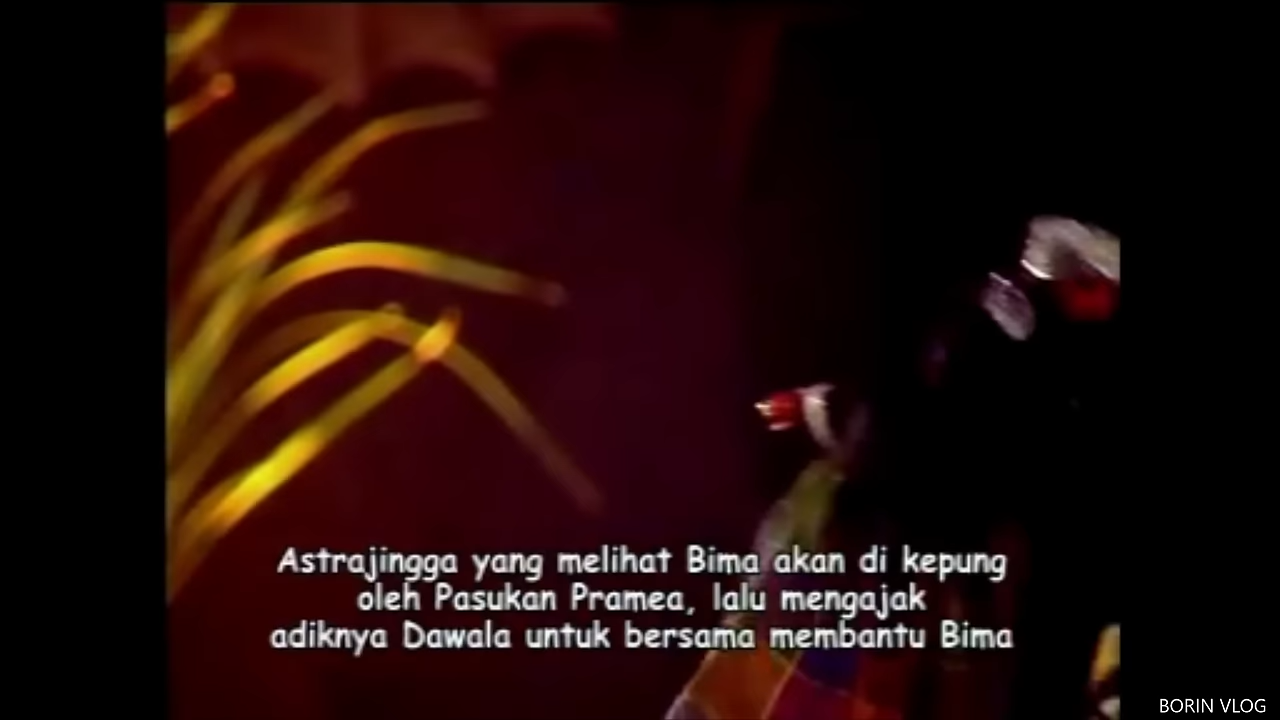 Astrajingga yang melihat Bima akan di kepung
oleh Pasukan Pramea, lalu mengajak
adiknya Dawala untuk bersama membantu Bima
BORIN VLOG